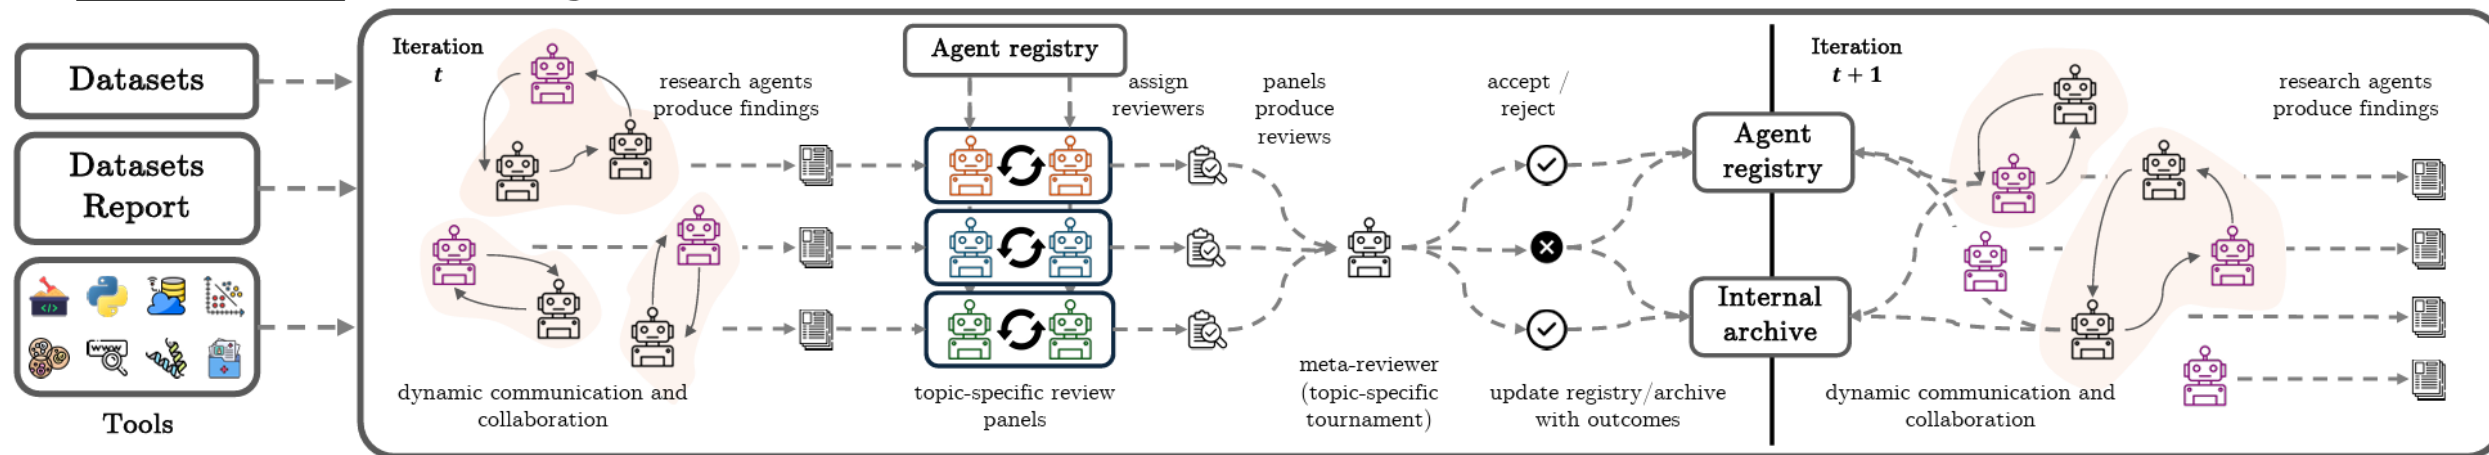 Datasets
Datasets
Report
</>
www
Tools
Iteration
t
research agents
produce findings
dynamic communication and
collaboration
Agent registry
assign
reviewers
topic-specific review
panels
panels
produce
reviews
meta-reviewer
(topic-specific
tournament)
accept /
reject
update registry/archive
with outcomes
Agent
registry
Internal
archive
Iteration
t + 1
research agents
produce findings
dynamic communication and
collaboration